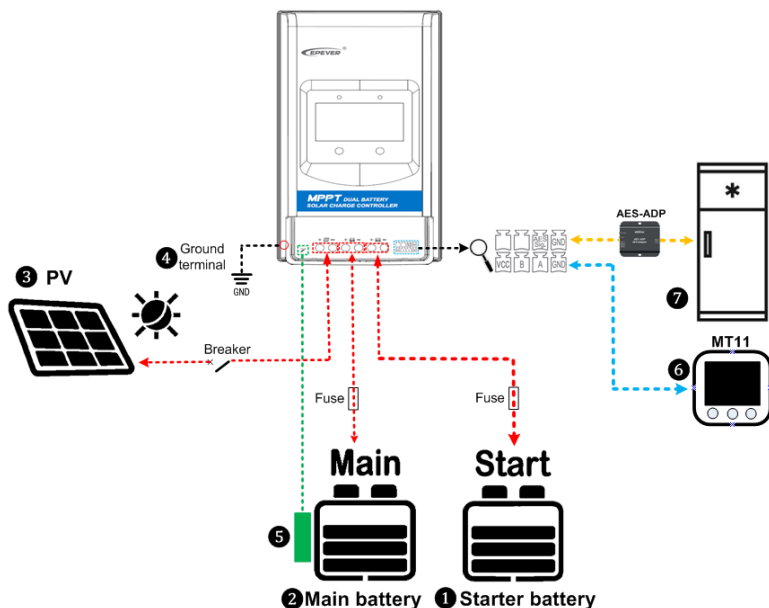 EPEVER ®
MPPT DUAL BATTERY
SOLAR CHARGE CONTROLLER
AES-ADP
4 Ground
terminal
GND
GND
VCC B A GND
3 PV
7
MT11
6
Breaker
Fuse
Fuse
Main
Start
5
2 Main battery
1 Starter battery